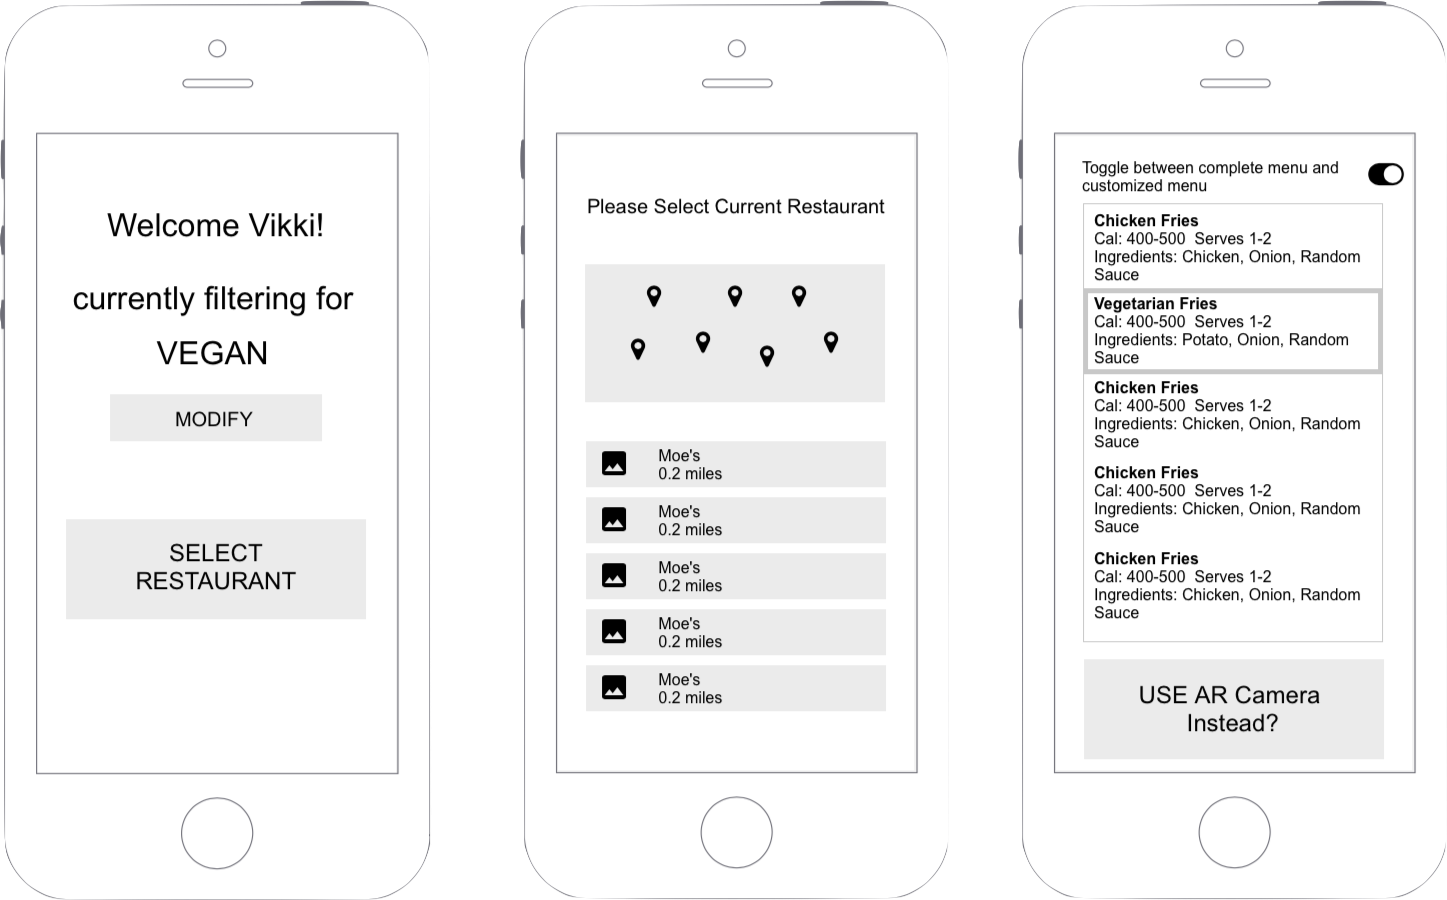 Welcome Vikki!
currently filtering for
VEGAN
MODIFY
SELECT
RESTAURANT
Please Select Current Restaurant
Moe's
0.2 miles
Moe's
0.2 miles
Moe's
0.2 miles
Moe's
0.2 miles
Moe's
0.2 miles
Toggle between complete menu and
customized menu
Chicken Fries
Cal: 400-500 Serves 1-2
Ingredients: Chicken, Onion, Random
Sauce
Vegetarian Fries
Cal: 400-500 Serves 1-2
Ingredients: Potato, Onion, Random
Sauce
Chicken Fries
Cal: 400-500 Serves 1-2
Ingredients: Chicken, Onion, Random
Sauce
Chicken Fries
Cal: 400-500 Serves 1-2
Ingredients: Chicken, Onion, Random
Sauce
Chicken Fries
Cal: 400-500 Serves 1-2
Ingredients: Chicken, Onion, Random
Sauce
USE AR Camera
Instead?